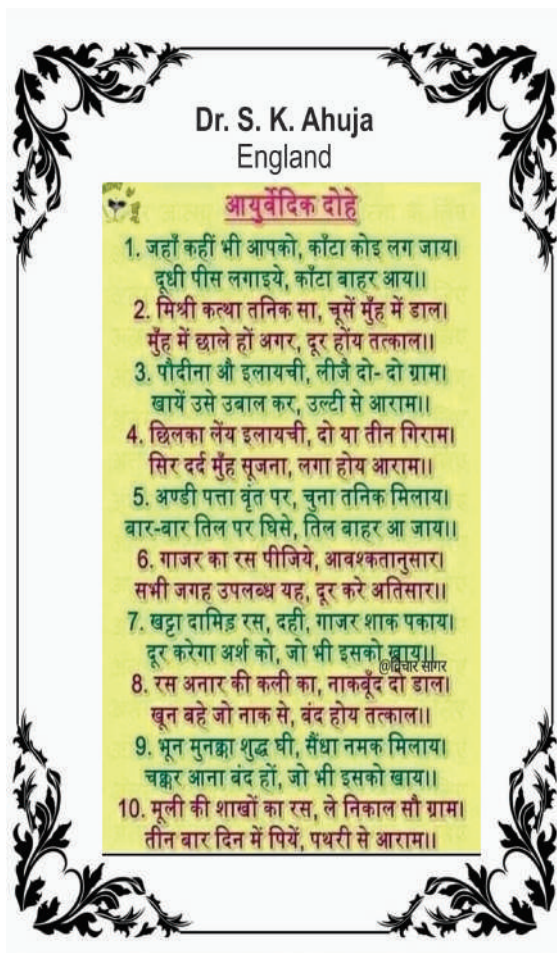 Dr. S. K. Ahuja
England
आयुर्वेदिक दोहे
1. जहाँ कहीं भी आपको, काँटा कोइ लग जाय।
दूधी पीस लगाइये, काँटा बाहर आय।।
2. मिश्री कत्था तनिक सा, चूसें मुँह में डाल।
मुँह में छाले हों अगर, दूर होंय तत्काल।।
3. पौदीना औ इलायची, लीजै दो- दो ग्राम।
खायें उसे उबाल कर, उल्टी से आराम।।
4. छिलका लेंय इलायची, दो या तीन गिराम।
सिर दर्द मुँह सूजना, लगा होय आराम।।
5. अण्डी पत्ता वृंत पर, चुना तनिक मिलाय।
बार-बार तिल पर घिसे, तिल बाहर आ जाय।।
6. गाजर का रस पीजिये, आवश्कतानुसार।
सभी जगह उपलब्ध यह, दूर करे अतिसार।।
7. खट्टा दामिड़ रस, दही, गाजर शाक पकाय।
दूर करेगा अर्श को, जो भी इसको खाय।।
@विचार सागर
8. रस अनार की कली का, नाकबूँद दो डाल।
खून बहे जो नाक से, बंद होय तत्काल।।
9. भून मुनक्का शुद्ध घी, सैंधा नमक मिलाय।
चक्कर आना बंद हों, जो भी इसको खाय।।
10. मूली की शाखों का रस, ले निकाल सौ ग्राम।
तीन बार दिन में पियें, पथरी से आराम।।